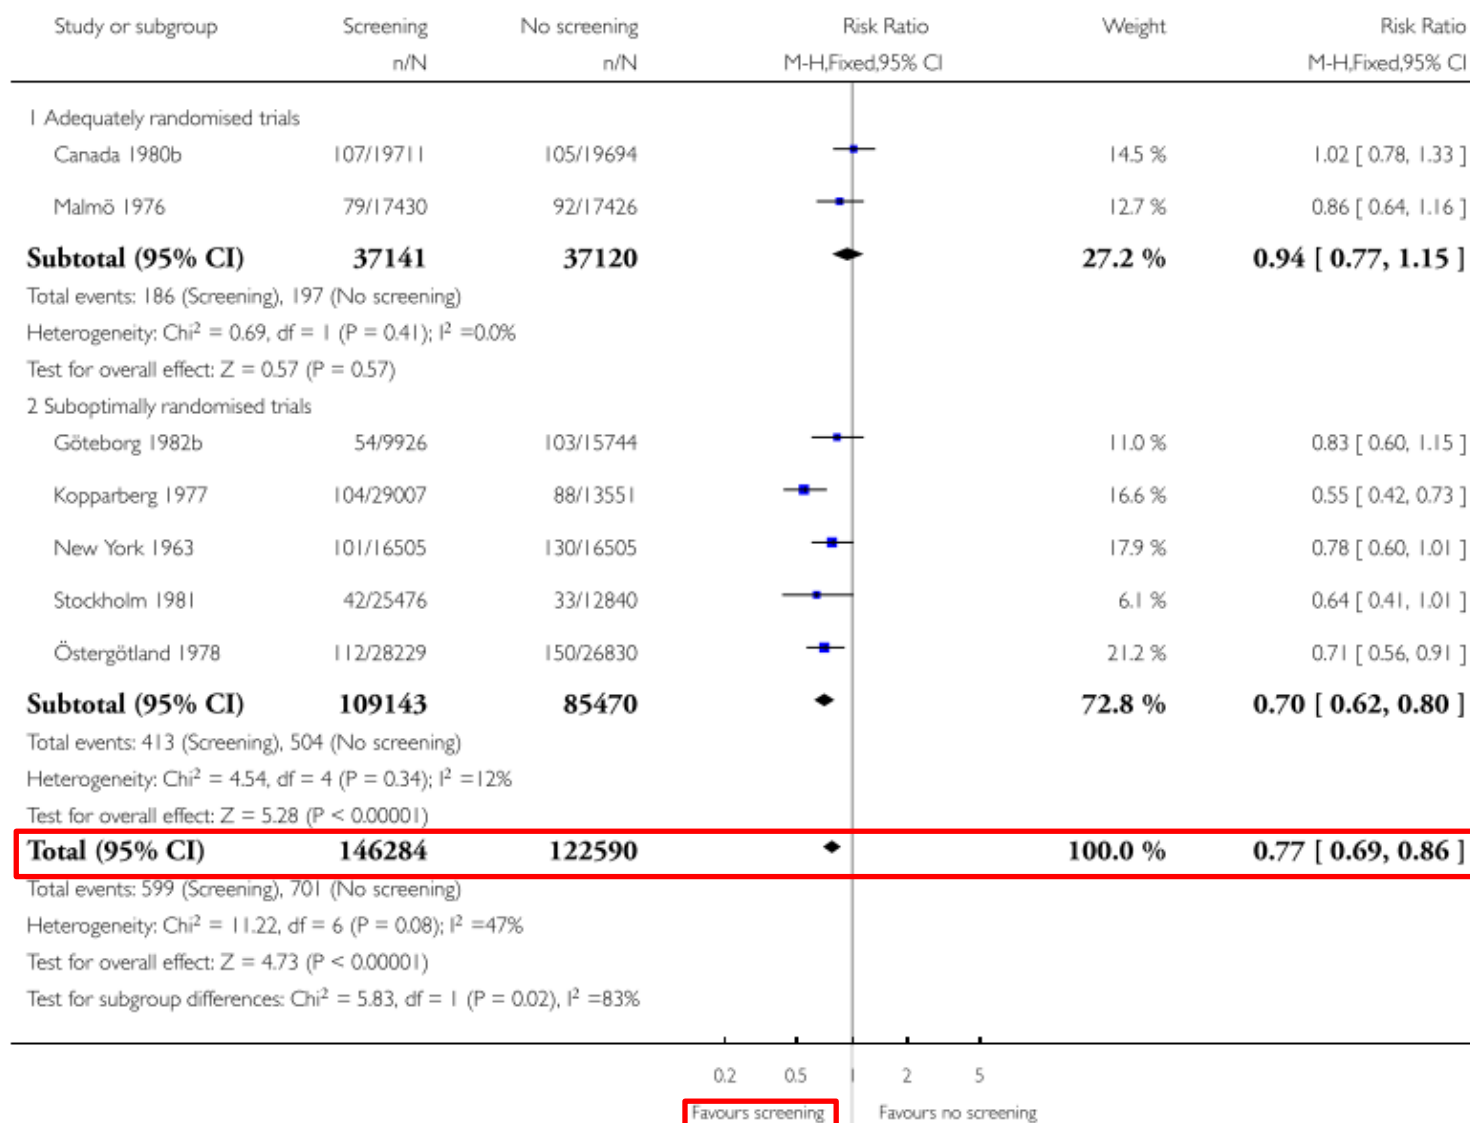 Study or subgroup Screening No screening Risk Ratio Weight Risk Ratio
n/N n/N M-H,Fixed,95% CI M-H,Fixed,95% CI
1 Adequately randomised trials
Canada 1980b 107/19711 105/19694 14.5 % 1.02 [ 0.78, 1.33 ]
Malmö 1976 79/17430 92/17426 12.7 % 0.86 [ 0.64, 1.16 ]
Subtotal (95% CI) 37141 37120 27.2 % 0.94 [ 0.77, 1.15 ]
Total events: 186 (Screening), 197 (No screening)
Heterogeneity: Chi² = 0.69, df = 1 (P = 0.41); I² =0.0%
Test for overall effect: Z = 0.57 (P = 0.57)
2 Suboptimally randomised trials
Göteborg 1982b 54/9926 103/15744 11.0 % 0.83 [ 0.60, 1.15 ]
Kopparberg 1977 104/29007 88/13551 16.6 % 0.55 [ 0.42, 0.73 ]
New York 1963 101/16505 130/16505 17.9 % 0.78 [ 0.60, 1.01 ]
Stockholm 1981 42/25476 33/12840 6.1 % 0.64 [ 0.41, 1.01 ]
Östergötland 1978 112/28229 150/26830 21.2 % 0.71 [ 0.56, 0.91 ]
Subtotal (95% CI) 109143 85470 72.8 % 0.70 [ 0.62, 0.80 ]
Total events: 413 (Screening), 504 (No screening)
Heterogeneity: Chi² = 4.54, df = 4 (P = 0.34); I² =12%
Test for overall effect: Z = 5.28 (P < 0.00001)
Total (95% CI) 146284 122590 100.0 % 0.77 [ 0.69, 0.86 ]
Total events: 599 (Screening), 701 (No screening)
Heterogeneity: Chi² = 11.22, df = 6 (P = 0.08); I² =47%
Test for overall effect: Z = 4.73 (P < 0.00001)
Test for subgroup differences: Chi² = 5.83, df = 1 (P = 0.02), I² =83%
0.2 0.5 1 2 5
Favours screening Favours no screening